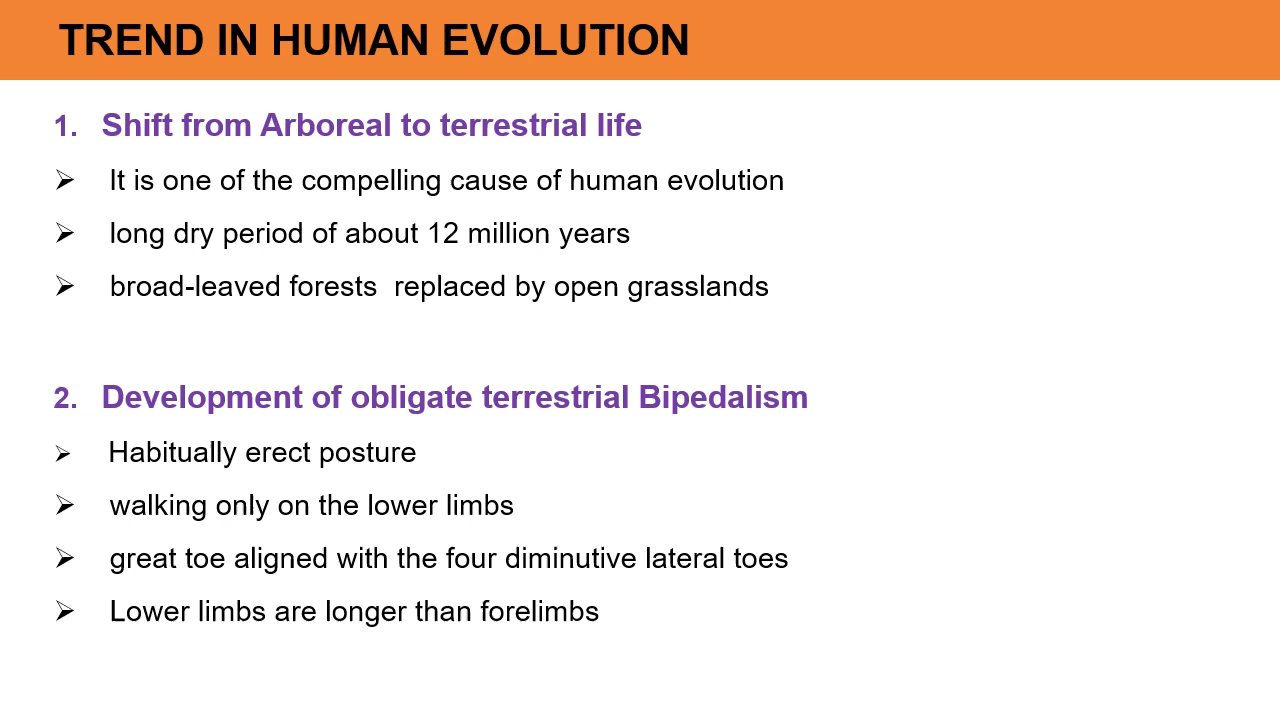 TREND IN HUMAN EVOLUTION
1. Shift from Arboreal to terrestrial life
➢ It is one of the compelling cause of human evolution
➢ long dry period of about 12 million years
➢ broad-leaved forests  replaced by open grasslands
2. Development of obligate terrestrial Bipedalism
➢ Habitually erect posture
➢ walking only on the lower limbs
➢ great toe aligned with the four diminutive lateral toes
➢ Lower limbs are longer than forelimbs